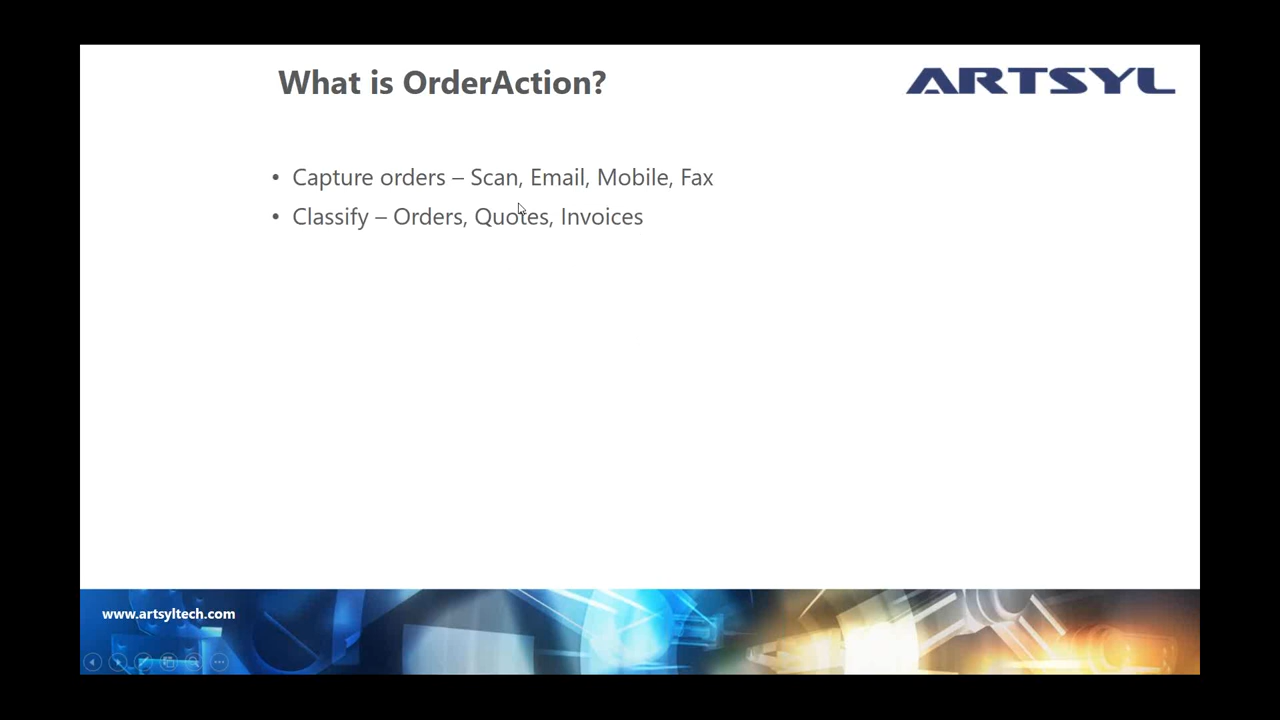 What is OrderAction?
ARTSYL
• Capture orders – Scan, Email, Mobile, Fax
• Classify – Orders, Quotes, Invoices
www.artsyltech.com